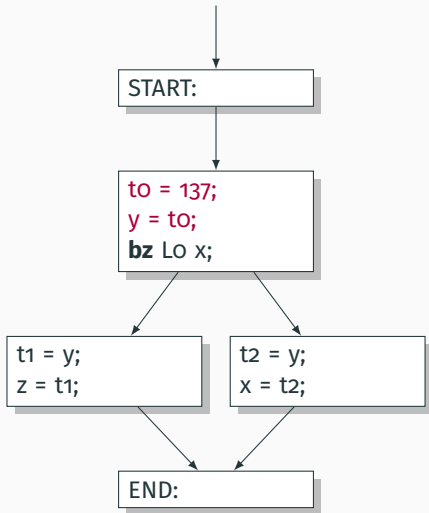 START:
t0 = 137;
y = t0;
bz L0 x;
t1 = y;
z = t1;
t2 = y;
x = t2;
END: